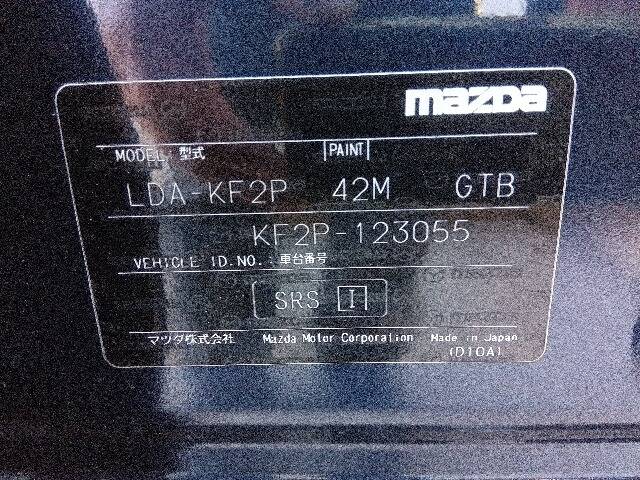 mazda
MODEL 型式 PAINT
LDA-KF2P 42M GTB
KF2P-123055
VEHICLE ID.NO. 車台番号
SRS I
マツダ株式会社 Mazda Motor Corporation Made in Japan
(D10A)